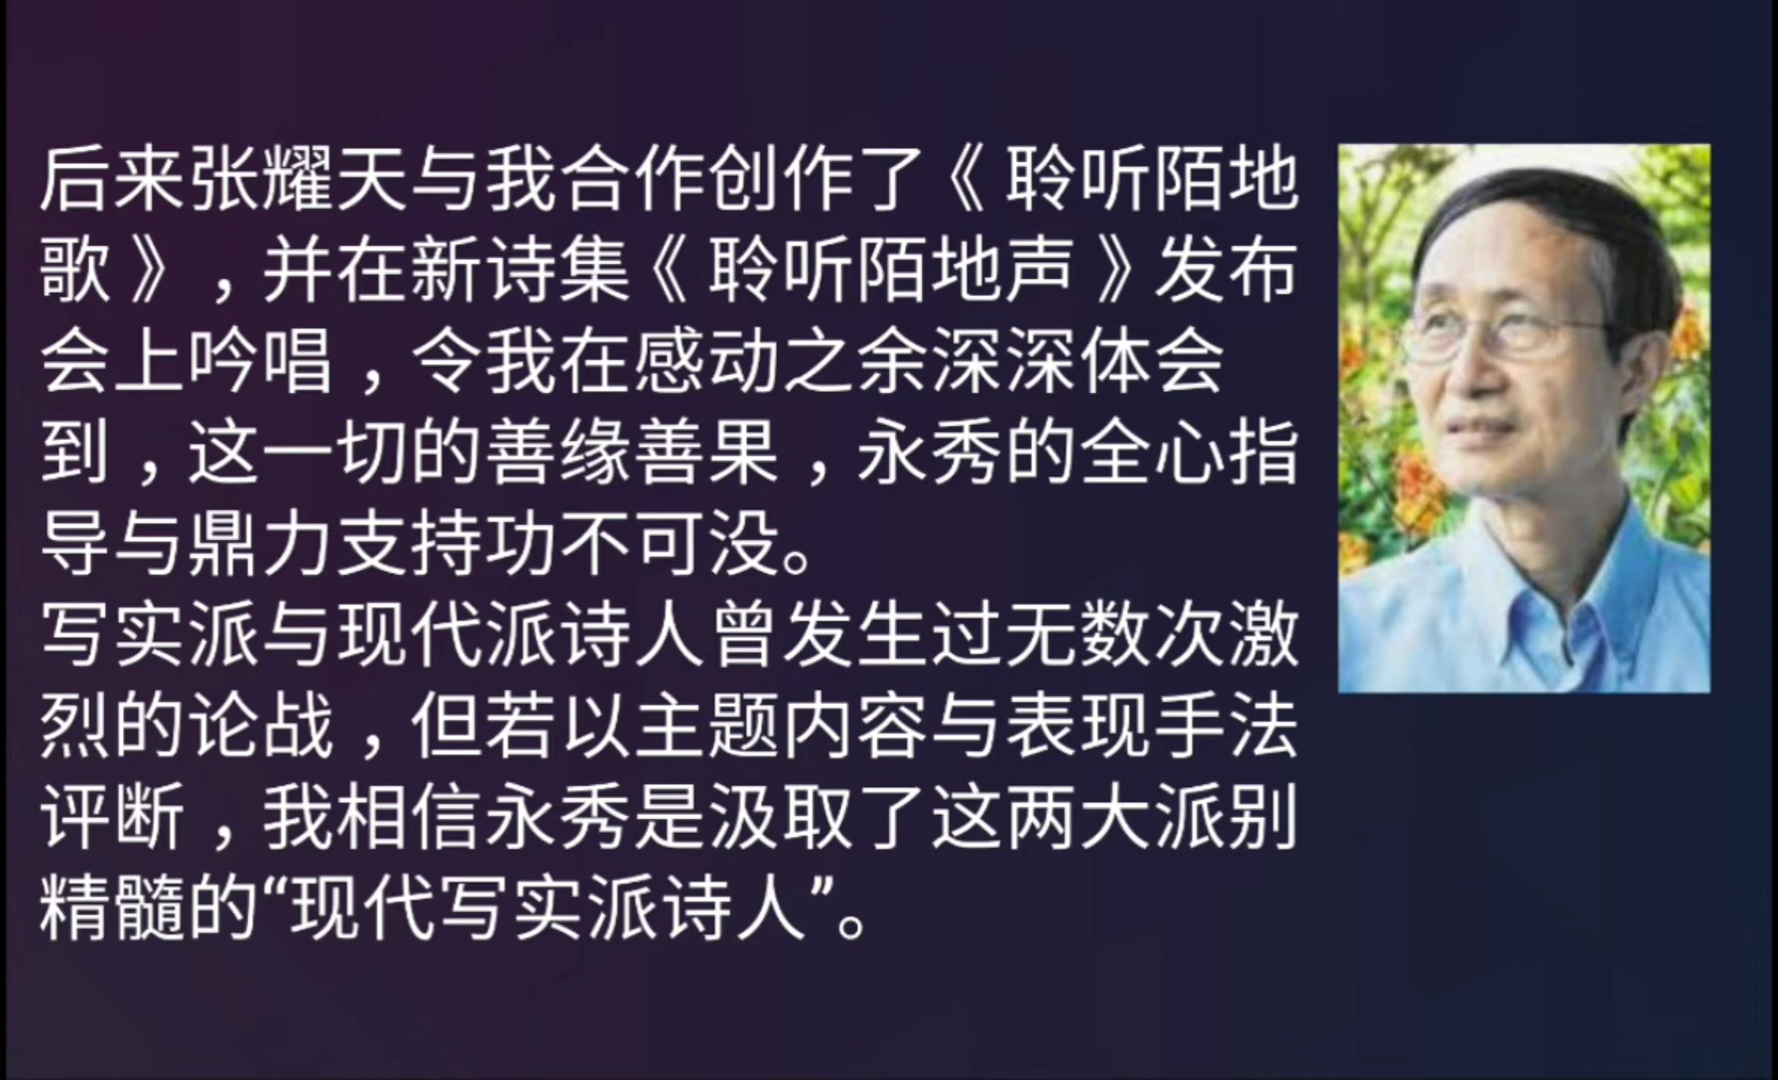 后来张耀天与我合作创作了《 聆听陌地
歌 》，并在新诗集《 聆听陌地声 》发布
会上吟唱，令我在感动之余深深体会
到，这一切的善缘善果，永秀的全心指
导与鼎力支持功不可没。
写实派与现代派诗人曾发生过无数次激
烈的论战，但若以主题内容与表现手法
评断，我相信永秀是汲取了这两大派别
精髓的“现代写实派诗人”。